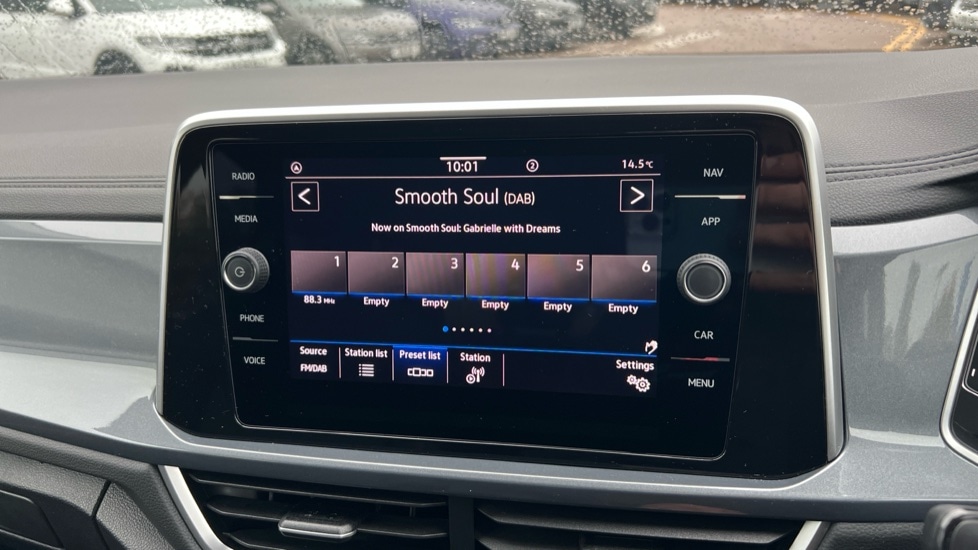 RADIO
MEDIA
PHONE
VOICE
A
10:01
2
14.5°C
<
Smooth Soul (DAB)
>
Now on Smooth Soul: Gabrielle with Dreams
1 2 3 4 5 6
88.3 MHz Empty Empty Empty Empty Empty
Source
FM/DAB
Station list
Preset list
Station
Settings
NAV
APP
CAR
MENU